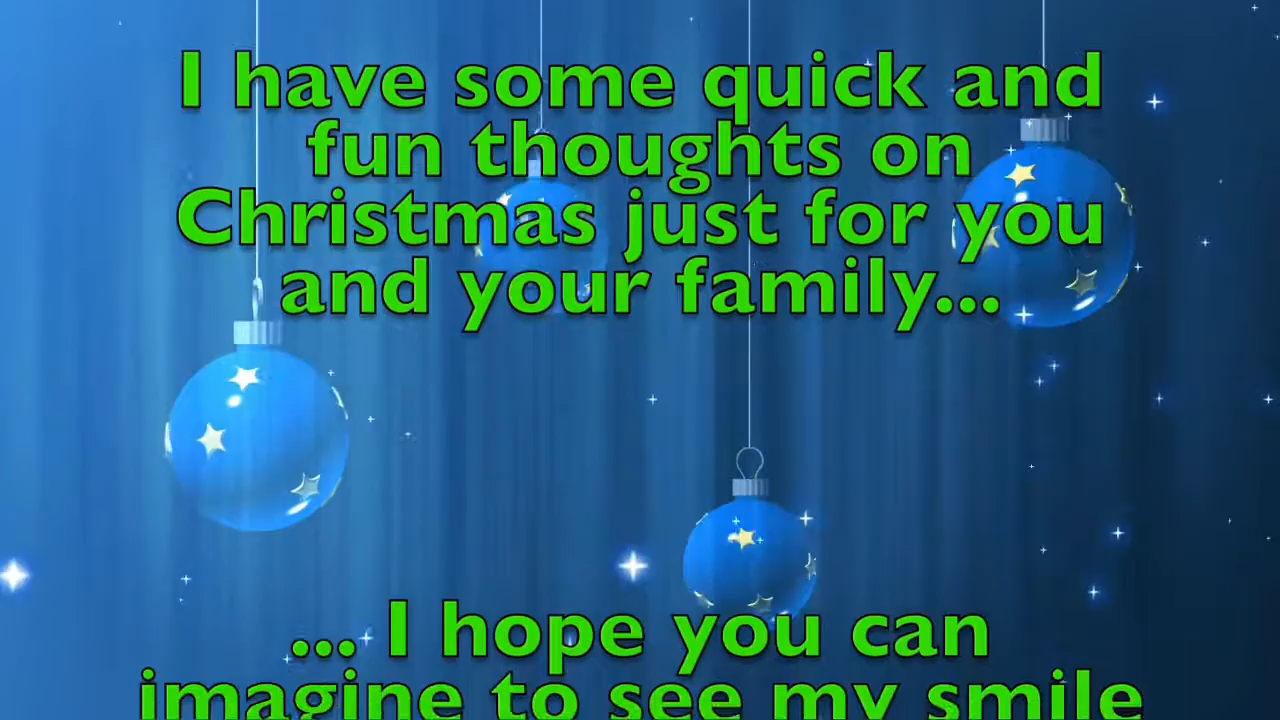 I have some quick and
fun thoughts on
Christmas just for you
and your family...
... I hope you can
imagine to see my smile